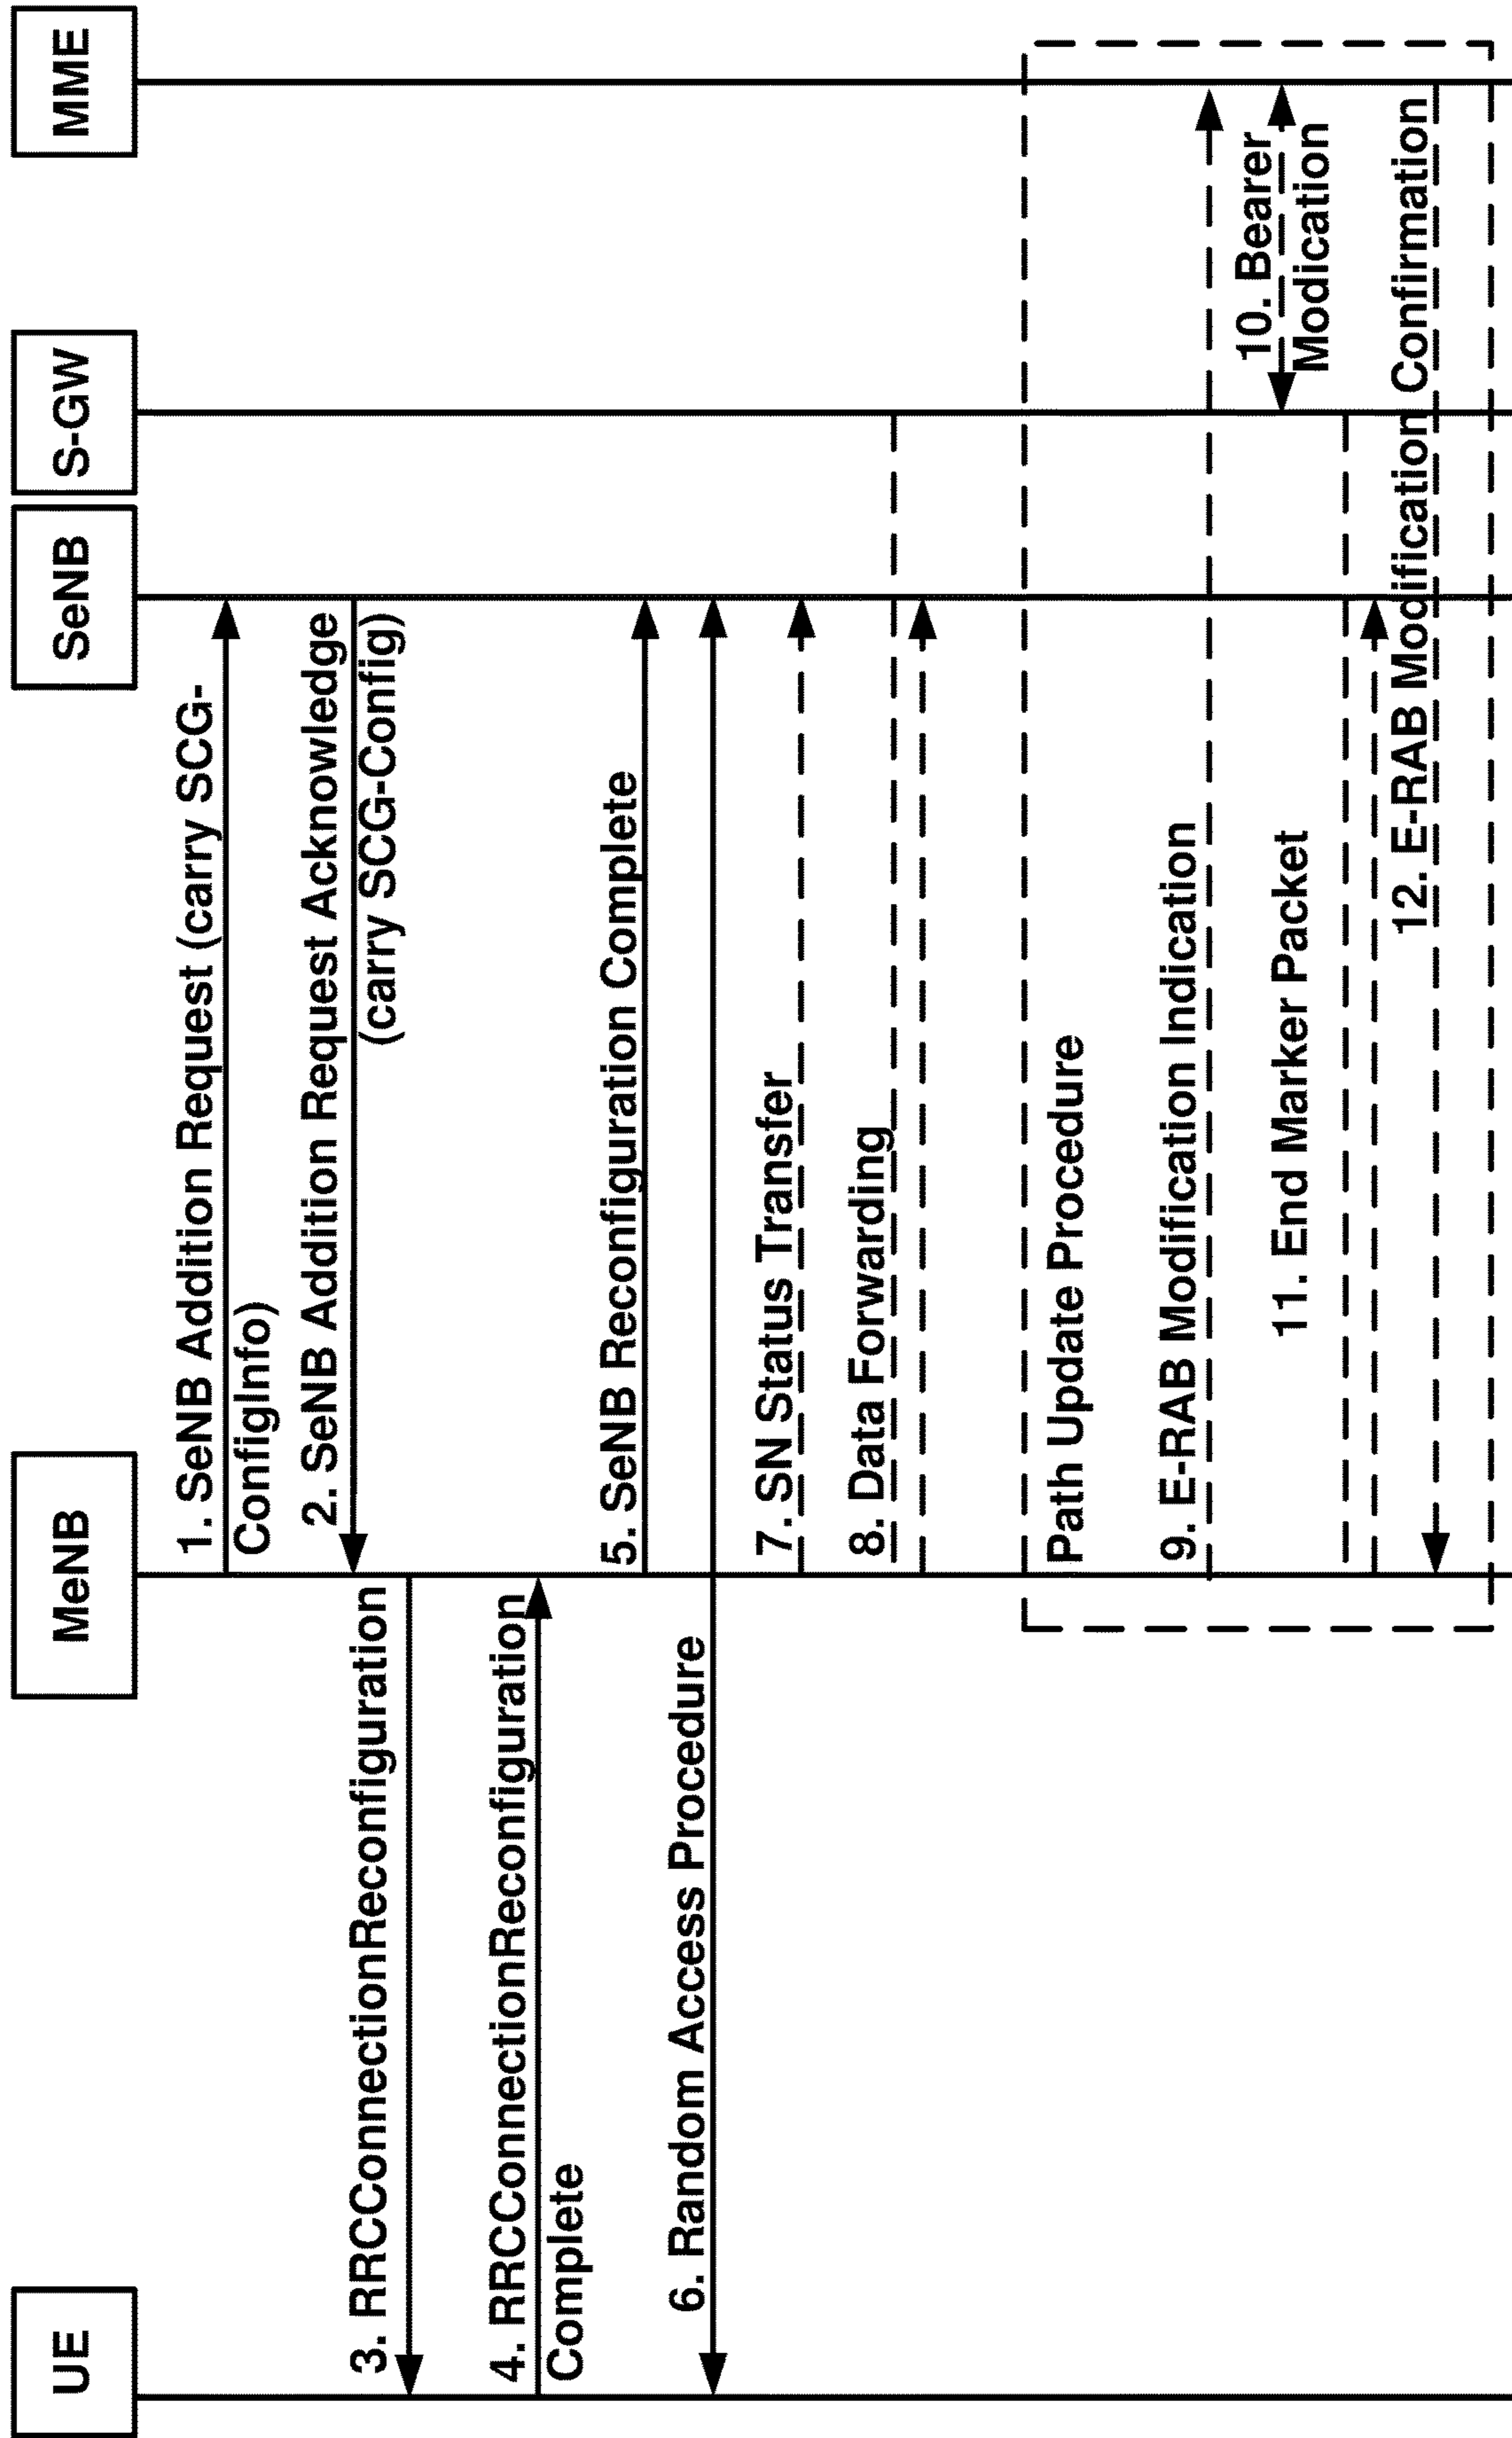 UE
MeNB
SeNB
S-GW
MME
1. SeNB Addition Request (carry SCG-
ConfigInfo)
2. SeNB Addition Request Acknowledge
(carry SCG-Config)
3. RRCConnectionReconfiguration
4. RRCConnectionReconfiguration
Complete
5. SeNB Reconfiguration Complete
6. Random Access Procedure
7. SN Status Transfer
8. Data Forwarding
Path Update Procedure
9. E-RAB Modification Indication
10. Bearer
Modication
11. End Marker Packet
12. E-RAB Modification Confirmation